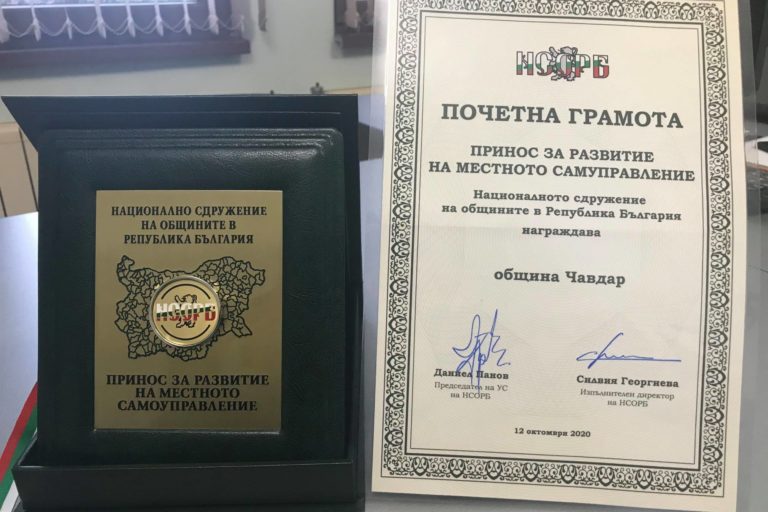 НАЦИОНАЛНО СДРУЖЕНИЕ
НА ОБЩИНИТЕ В
РЕПУБЛИКА БЪЛГАРИЯ
НСОРБ
ПРИНОС ЗА РАЗВИТИЕ
НА МЕСТНОТО
САМОУПРАВЛЕНИЕ
НСОРБ
ПОЧЕТНА ГРАМОТА
ПРИНОС ЗА РАЗВИТИЕ
НА МЕСТНОТО САМУПРАВЛЕНИЕ
Националното сдружение
на общините в Република България
награждава
община Чавдар
Даниел Панов
Председател на УС
на НСОРБ
Силвия Георгиева
Изпълнителен директор
на НСОРБ
12 октомври 2020